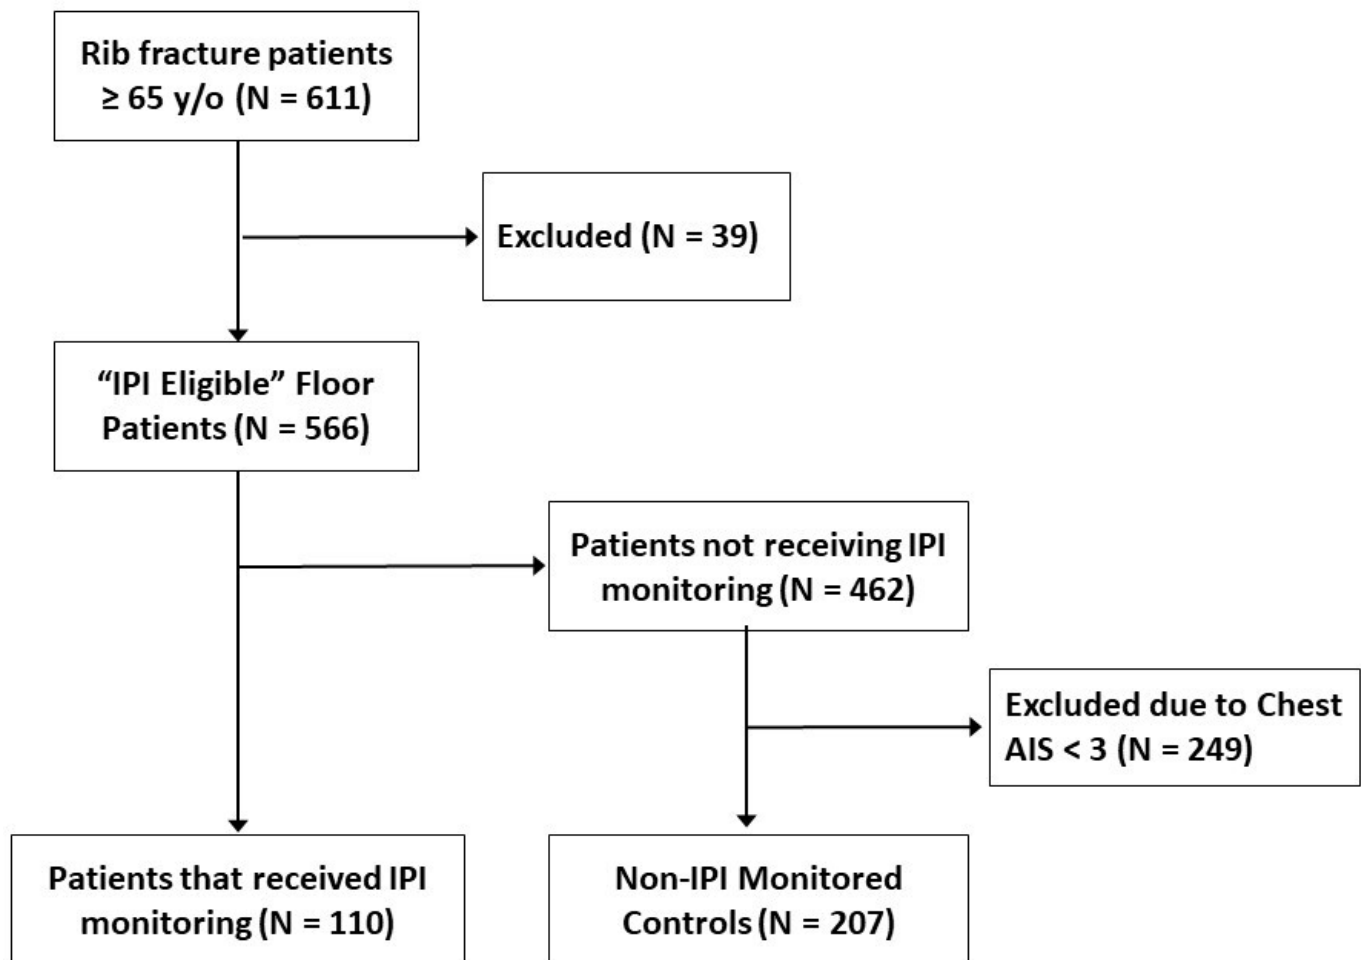 Rib fracture patients
≥ 65 y/o (N = 611)
Excluded (N = 39)
“IPI Eligible” Floor
Patients (N = 566)
Patients not receiving IPI
monitoring (N = 462)
Excluded due to Chest
AIS < 3 (N = 249)
Patients that received IPI
monitoring (N = 110)
Non-IPI Monitored
Controls (N = 207)